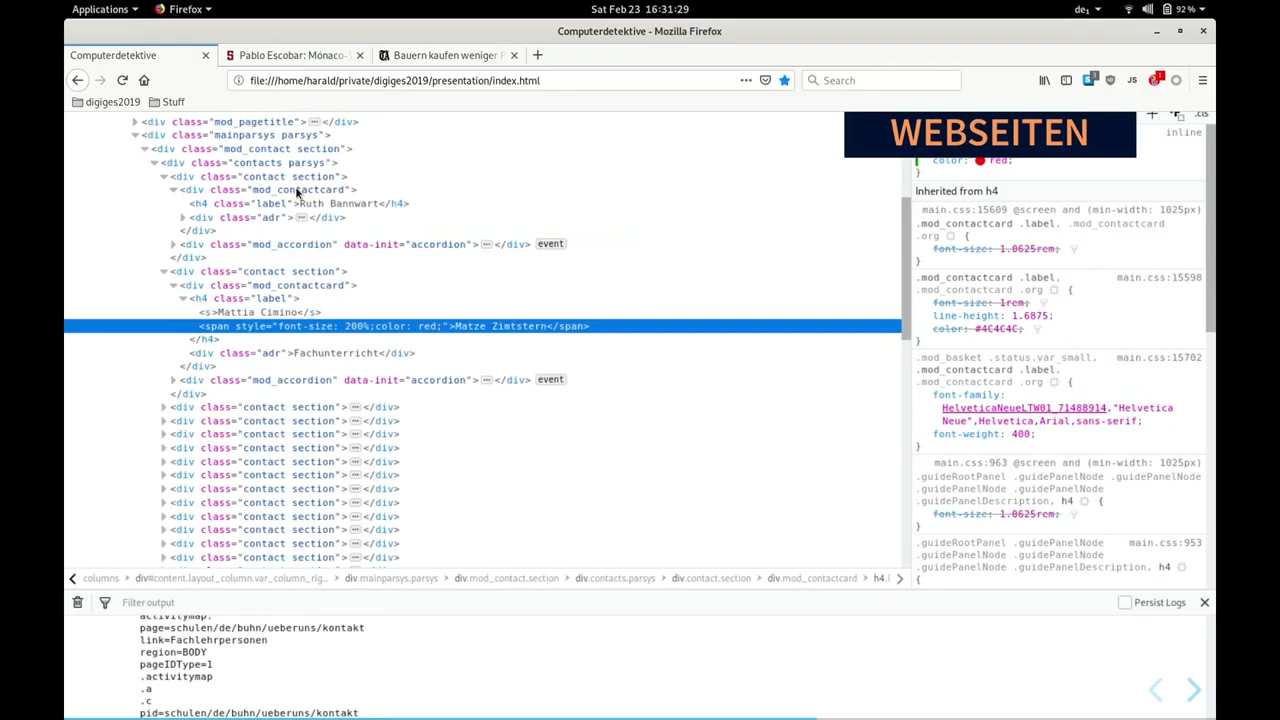 Applications
Firefox
Sat Feb 23 16:31:29
de₁
92 %
Computerdetektive - Mozilla Firefox
Computerdetektive
Pablo Escobar: Mónaco-
Bauern kaufen weniger P
file:///home/harald/private/digiges2019/presentation/index.html
Search
JS
3
1
digiges2019
Stuff
<div class="mod_pagetitle"> </div>
<div class="mainparsys parsys">
<div class="mod_contact section">
<div class="contacts parsys">
<div class="contact section">
<div class="mod_contactcard">
<h4 class="label">Ruth Bannwart</h4>
<div class="adr"> </div>
</div>
<div class="mod_accordion" data-init="accordion"> </div> event
</div>
<div class="contact section">
<div class="mod_contactcard">
<h4 class="label">
<s>Mattia Cimino</s>
<span style="font-size: 200%;color: red;">Matze Zimtstern</span>
</h4>
<div class="adr">Fachunterricht</div>
</div>
<div class="mod_accordion" data-init="accordion"> </div> event
</div>
<div class="contact section"> </div>
<div class="contact section"> </div>
<div class="contact section"> </div>
<div class="contact section"> </div>
<div class="contact section"> </div>
<div class="contact section"> </div>
<div class="contact section"> </div>
<div class="contact section"> </div>
<div class="contact section"> </div>
<div class="contact section"> </div>
<div class="contact section"> </div>
<div class="contact section"> </div>
WEBSEITEN
.cls
inline
color: red;
}
Inherited from h4
main.css:15609 @screen and (min-width: 1025px)
.mod_contactcard .label, .mod_contactcard
.org {
font-size: 1.0625rem;
}
.mod_contactcard .label, main.css:15598
.mod_contactcard .org {
font-size: 1rem;
line-height: 1.6875;
color: #4C4C4C;
}
.mod_basket .status.var_small, main.css:15702
.mod_contactcard .label,
.mod_contactcard .org {
font-family:
HelveticaNeueLTW01_71488914,"Helvetica
Neue",Helvetica,Arial,sans-serif;
font-weight: 400;
}
main.css:963 @screen and (min-width: 1025px)
.guideRootPanel .guidePanelNode .guidePanelNode
.guidePanelNode .guidePanelNode
.guidePanelDescription, h4 {
font-size: 1.0625rem;
}
.guideRootPanel .guidePanelNode main.css:953
.guidePanelNode .guidePanelNode
.guidePanelNode .guidePanelDescription, h4
{
columns
div#content.layout_column.var_column_rig...
div.mainparsys.parsys
div.mod_contact.section
div.contacts.parsys
div.contact.section
div.mod_contactcard
h4.l
Filter output
Persist Logs
activitymap.
page=schulen/de/buhn/ueberuns/kontakt
link=Fachlehrpersonen
region=BODY
pageIDType=1
.activitymap
.a
.c
pid=schulen/de/buhn/ueberuns/kontakt